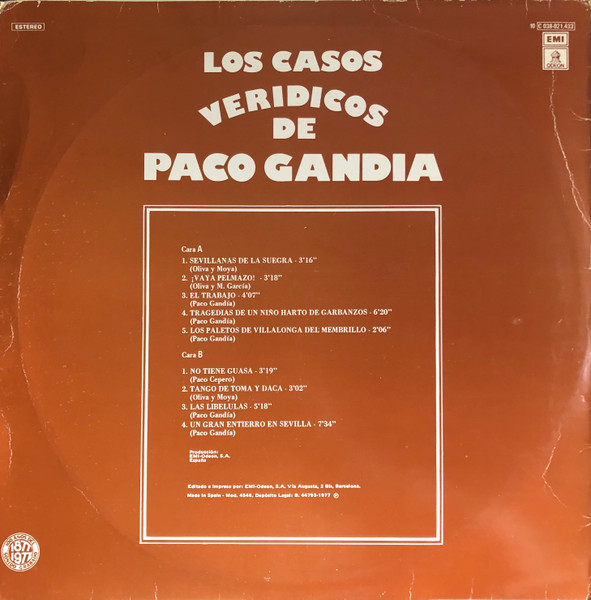 ESTEREO
10 C 038-021.433
EMI
ODEON
LOS CASOS
VERIDICOS
DE
PACO GANDIA
Cara A
1. SEVILLANAS DE LA SUEGRA - 3'16"
(Oliva y Moya)
2. ¡VAYA PELMAZO! - 3'18"
(Oliva y M. García)
3. EL TRABAJO - 4'07"
(Paco Gandía)
4. TRAGEDIAS DE UN NIÑO HARTO DE GARBANZOS - 6'20"
(Paco Gandía)
5. LOS PALETOS DE VILLALONGA DEL MEMBRILLO - 2'06"
(Paco Gandía)
Cara B
1. NO TIENE GUASA - 3'19"
(Paco Cepero)
2. TANGO DE TOMA Y DACA - 3'02"
(Oliva y Moya)
3. LAS LIBELULAS - 5'18"
(Paco Gandía)
4. UN GRAN ENTIERRO EN SEVILLA - 7'34"
(Paco Gandía)
Producción:
EMI-Odeon, S.A.
España
Editado e impreso por: EMI-Odeon, S.A. Vía Augusta, 2 Bis, Barcelona.
Made in Spain - Mod. 4848. Depósito Legal: B. 44793-1977 ℗
CIEN AÑOS DEL
1877
1977
SONIDO GRABADO